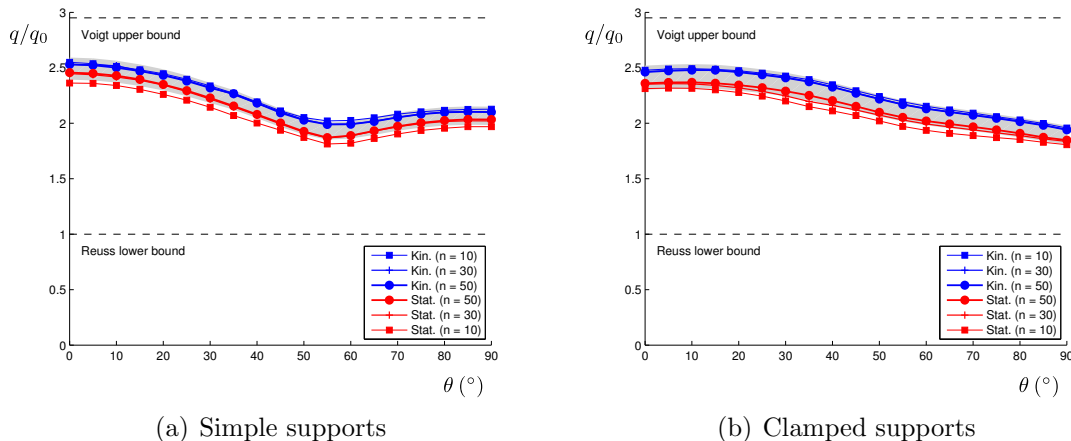 q/q0
3
2.5
2
1.5
1
0.5
0
Voigt upper bound
Reuss lower bound
Kin. (n = 10)
Kin. (n = 30)
Kin. (n = 50)
Stat. (n = 50)
Stat. (n = 30)
Stat. (n = 10)
0 10 20 30 40 50 60 70 80 90
θ (°)
(a) Simple supports
q/q0
3
2.5
2
1.5
1
0.5
0
Voigt upper bound
Reuss lower bound
Kin. (n = 10)
Kin. (n = 30)
Kin. (n = 50)
Stat. (n = 50)
Stat. (n = 30)
Stat. (n = 10)
0 10 20 30 40 50 60 70 80 90
θ (°)
(b) Clamped supports